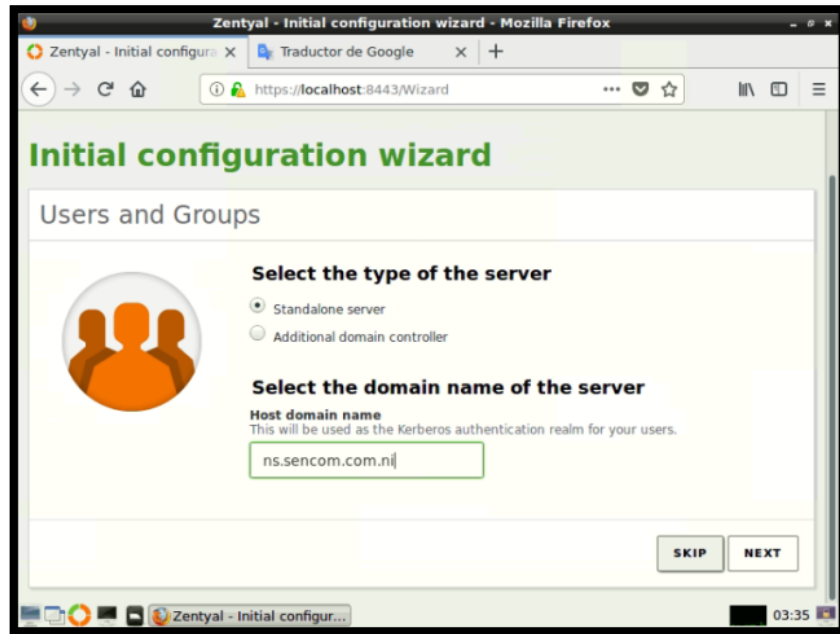 Zentyal - Initial configuration wizard - Mozilla Firefox
Zentyal - Initial configura
Traductor de Google
https://localhost:8443/Wizard
Initial configuration wizard
Users and Groups
Select the type of the server
Standalone server
Additional domain controller
Select the domain name of the server
Host domain name
This will be used as the Kerberos authentication realm for your users.
ns.sencom.com.ni
SKIP NEXT
Zentyal - Initial configur... 03:35